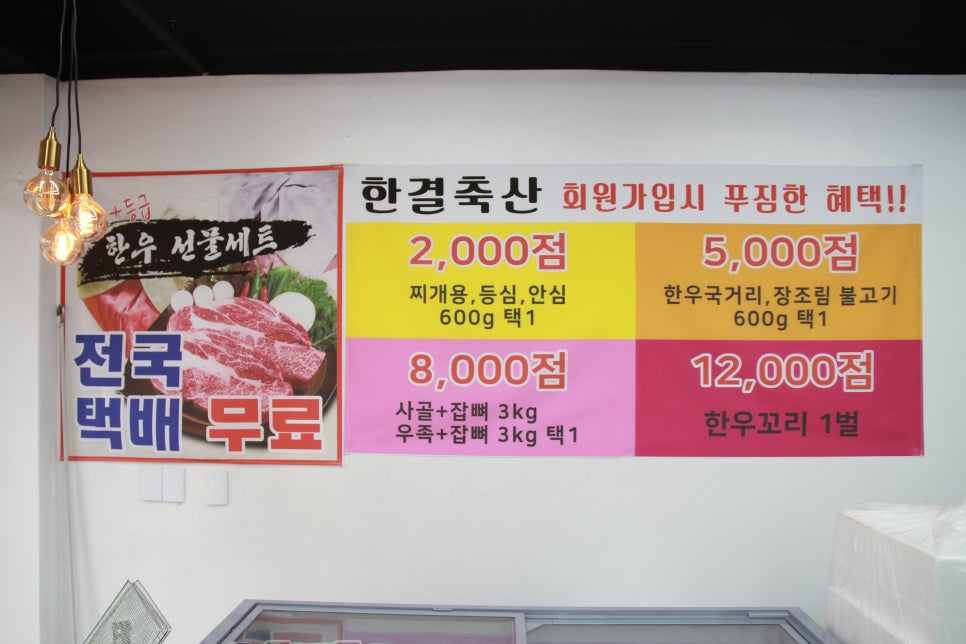 +등급
한우 선물세트
전국
택배 무료
한결축산 회원가입시 푸짐한 혜택!!
2,000점
찌개용,등심,안심
600g 택1
5,000점
한우국거리,장조림 불고기
600g 택1
8,000점
사골+잡뼈 3kg
우족+잡뼈 3kg 택1
12,000점
한우꼬리 1벌